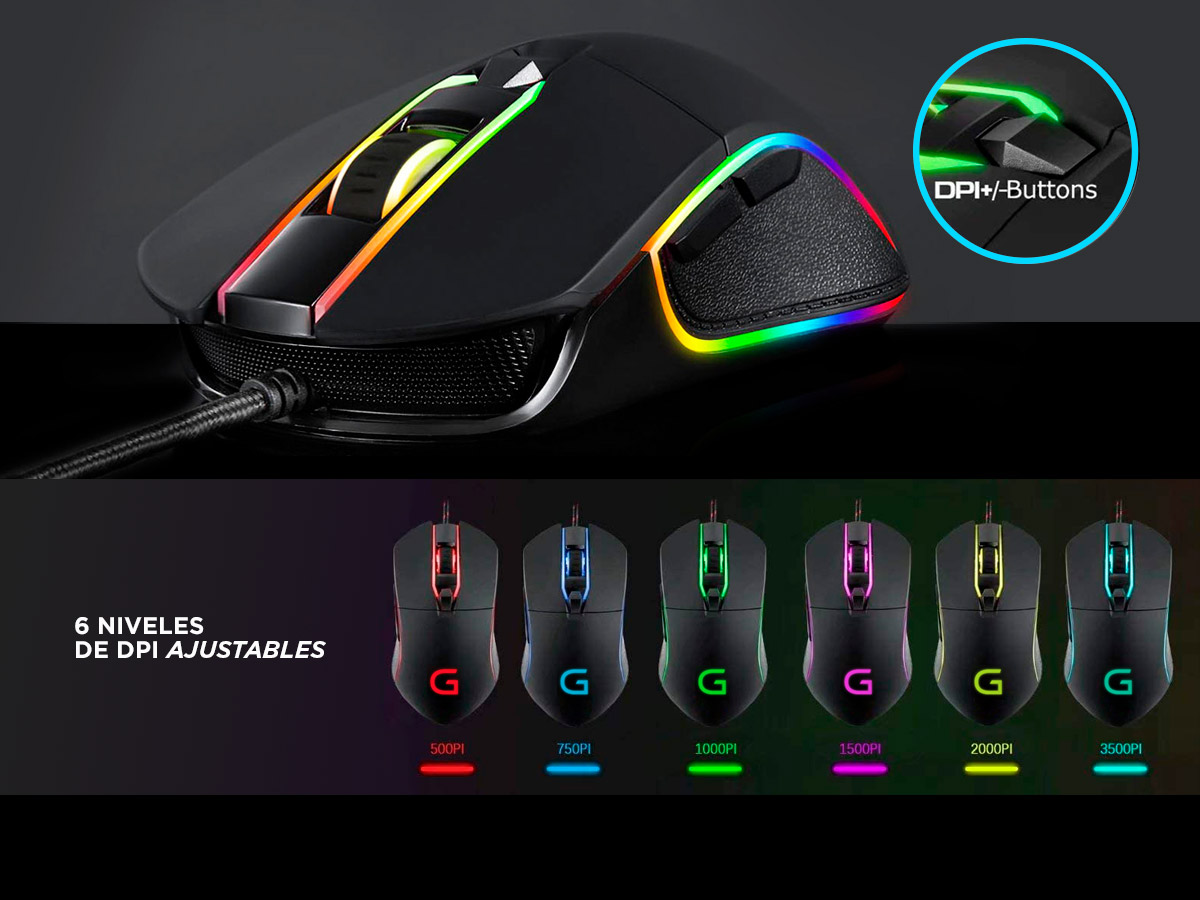 DPI+/-Buttons
6 NIVELES
DE DPI AJUSTABLES
G G G G G G
500PI 750PI 1000PI 1500PI 2000PI 3500PI